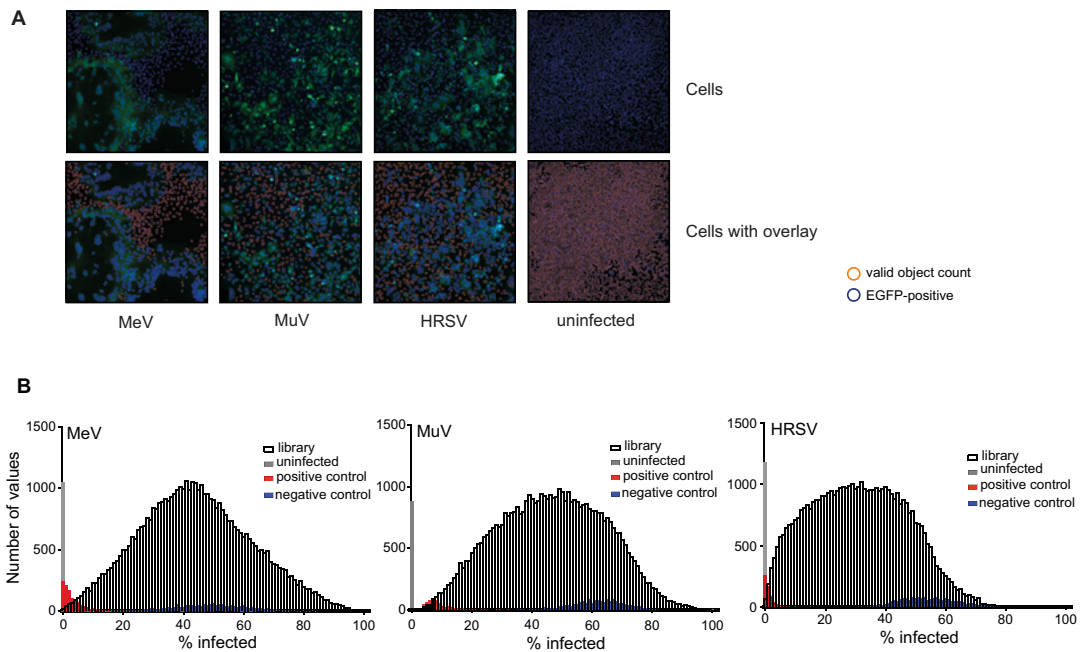 A
Cells
Cells with overlay
valid object count
EGFP-positive
MeV
MuV
HRSV
uninfected
B
Number of values
1500
1000
500
0
MeV
library
uninfected
positive control
negative control
0 20 40 60 80 100
% infected
1500
1000
500
0
MuV
library
uninfected
positive control
negative control
0 20 40 60 80 100
% infected
1500
1000
500
0
HRSV
library
uninfected
positive control
negative control
0 20 40 60 80 100
% infected